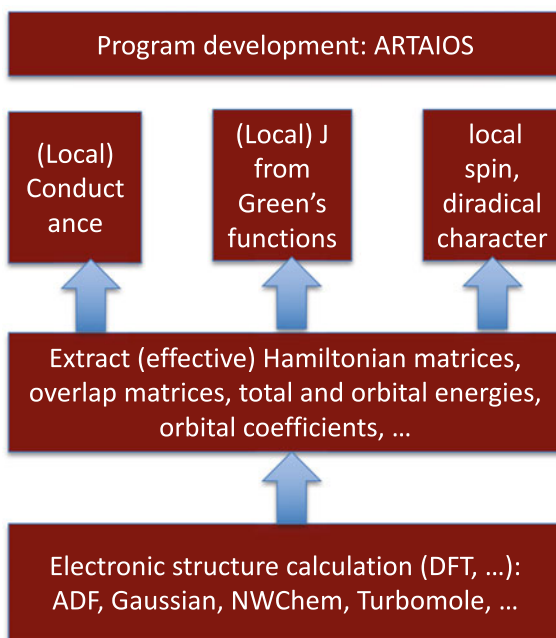 Program development: ARTAIOS
(Local)
Conduct
ance
(Local) J
from
Green's
functions
local
spin,
diradical
character
Extract (effective) Hamiltonian matrices,
overlap matrices, total and orbital energies,
orbital coefficients, …
Electronic structure calculation (DFT, …):
ADF, Gaussian, NWChem, Turbomole, …